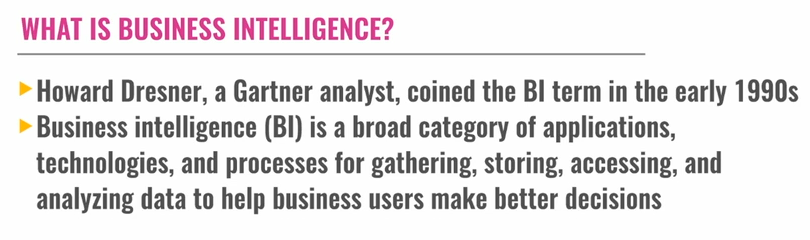 WHAT IS BUSINESS INTELLIGENCE?
Howard Dresner, a Gartner analyst, coined the BI term in the early 1990s
Business intelligence (BI) is a broad category of applications,
technologies, and processes for gathering, storing, accessing, and
analyzing data to help business users make better decisions